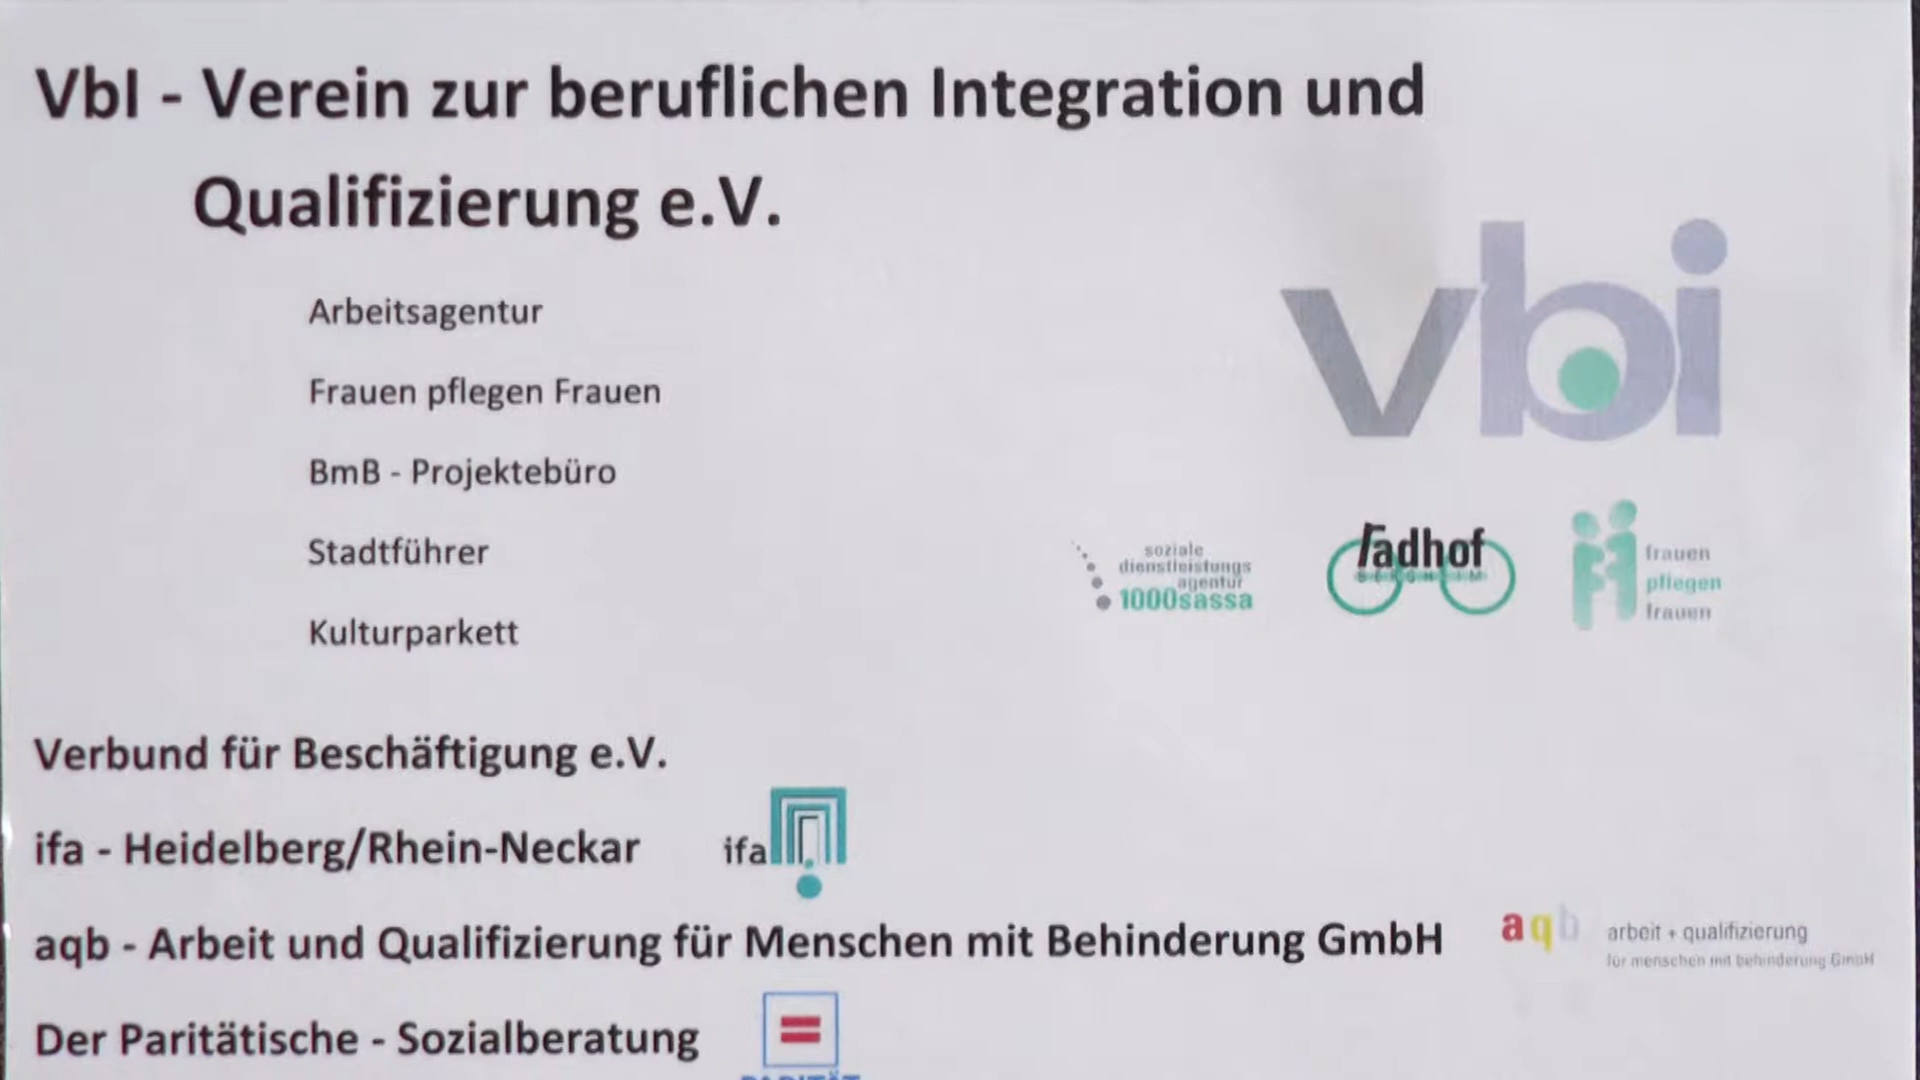 VbI - Verein zur beruflichen Integration und
Qualifizierung e.V.
Arbeitsagentur
Frauen pflegen Frauen
BmB - Projektebüro
Stadtführer
Kulturparkett
vbi
soziale
dienstleistungs
agentur
1000sassa
radhof
BERGHEIM
frauen
pflegen
frauen
Verbund für Beschäftigung e.V.
ifa - Heidelberg/Rhein-Neckar
ifa
aqb - Arbeit und Qualifizierung für Menschen mit Behinderung GmbH
aqb
arbeit + qualifizierung
für menschen mit behinderung GmbH
Der Paritätische - Sozialberatung